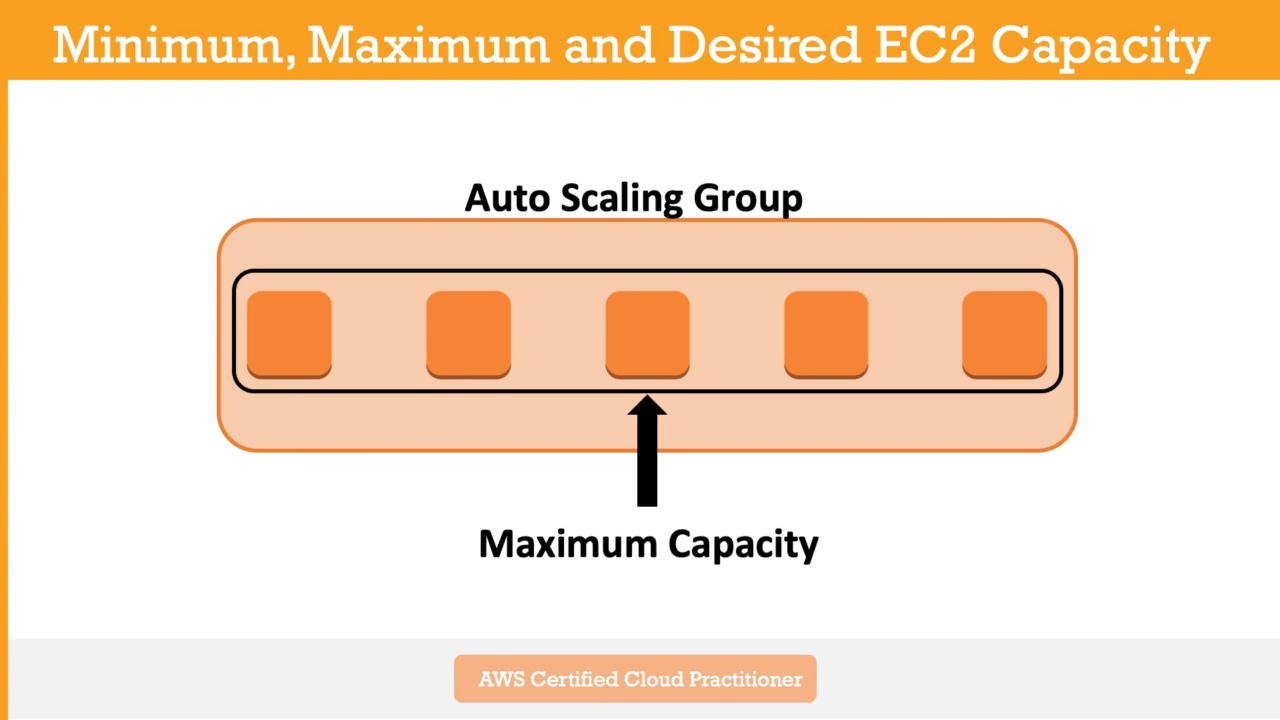 Minimum, Maximum and Desired EC2 Capacity
Auto Scaling Group
Maximum Capacity
AWS Certified Cloud Practitioner